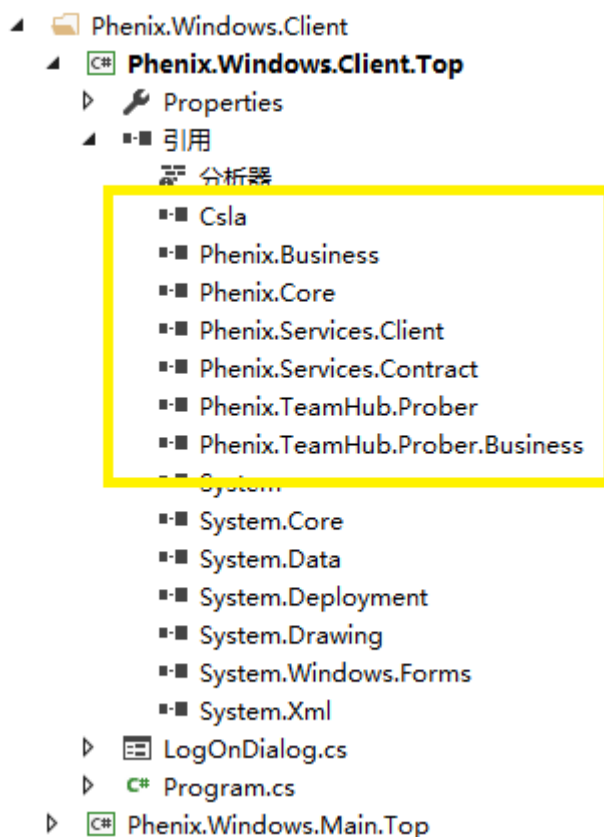 Phenix.Windows.Client
C# Phenix.Windows.Client.Top
Properties
引用
分析器
Csla
Phenix.Business
Phenix.Core
Phenix.Services.Client
Phenix.Services.Contract
Phenix.TeamHub.Prober
Phenix.TeamHub.Prober.Business
System
System.Core
System.Data
System.Deployment
System.Drawing
System.Windows.Forms
System.Xml
LogOnDialog.cs
C# Program.cs
C# Phenix.Windows.Main.Top